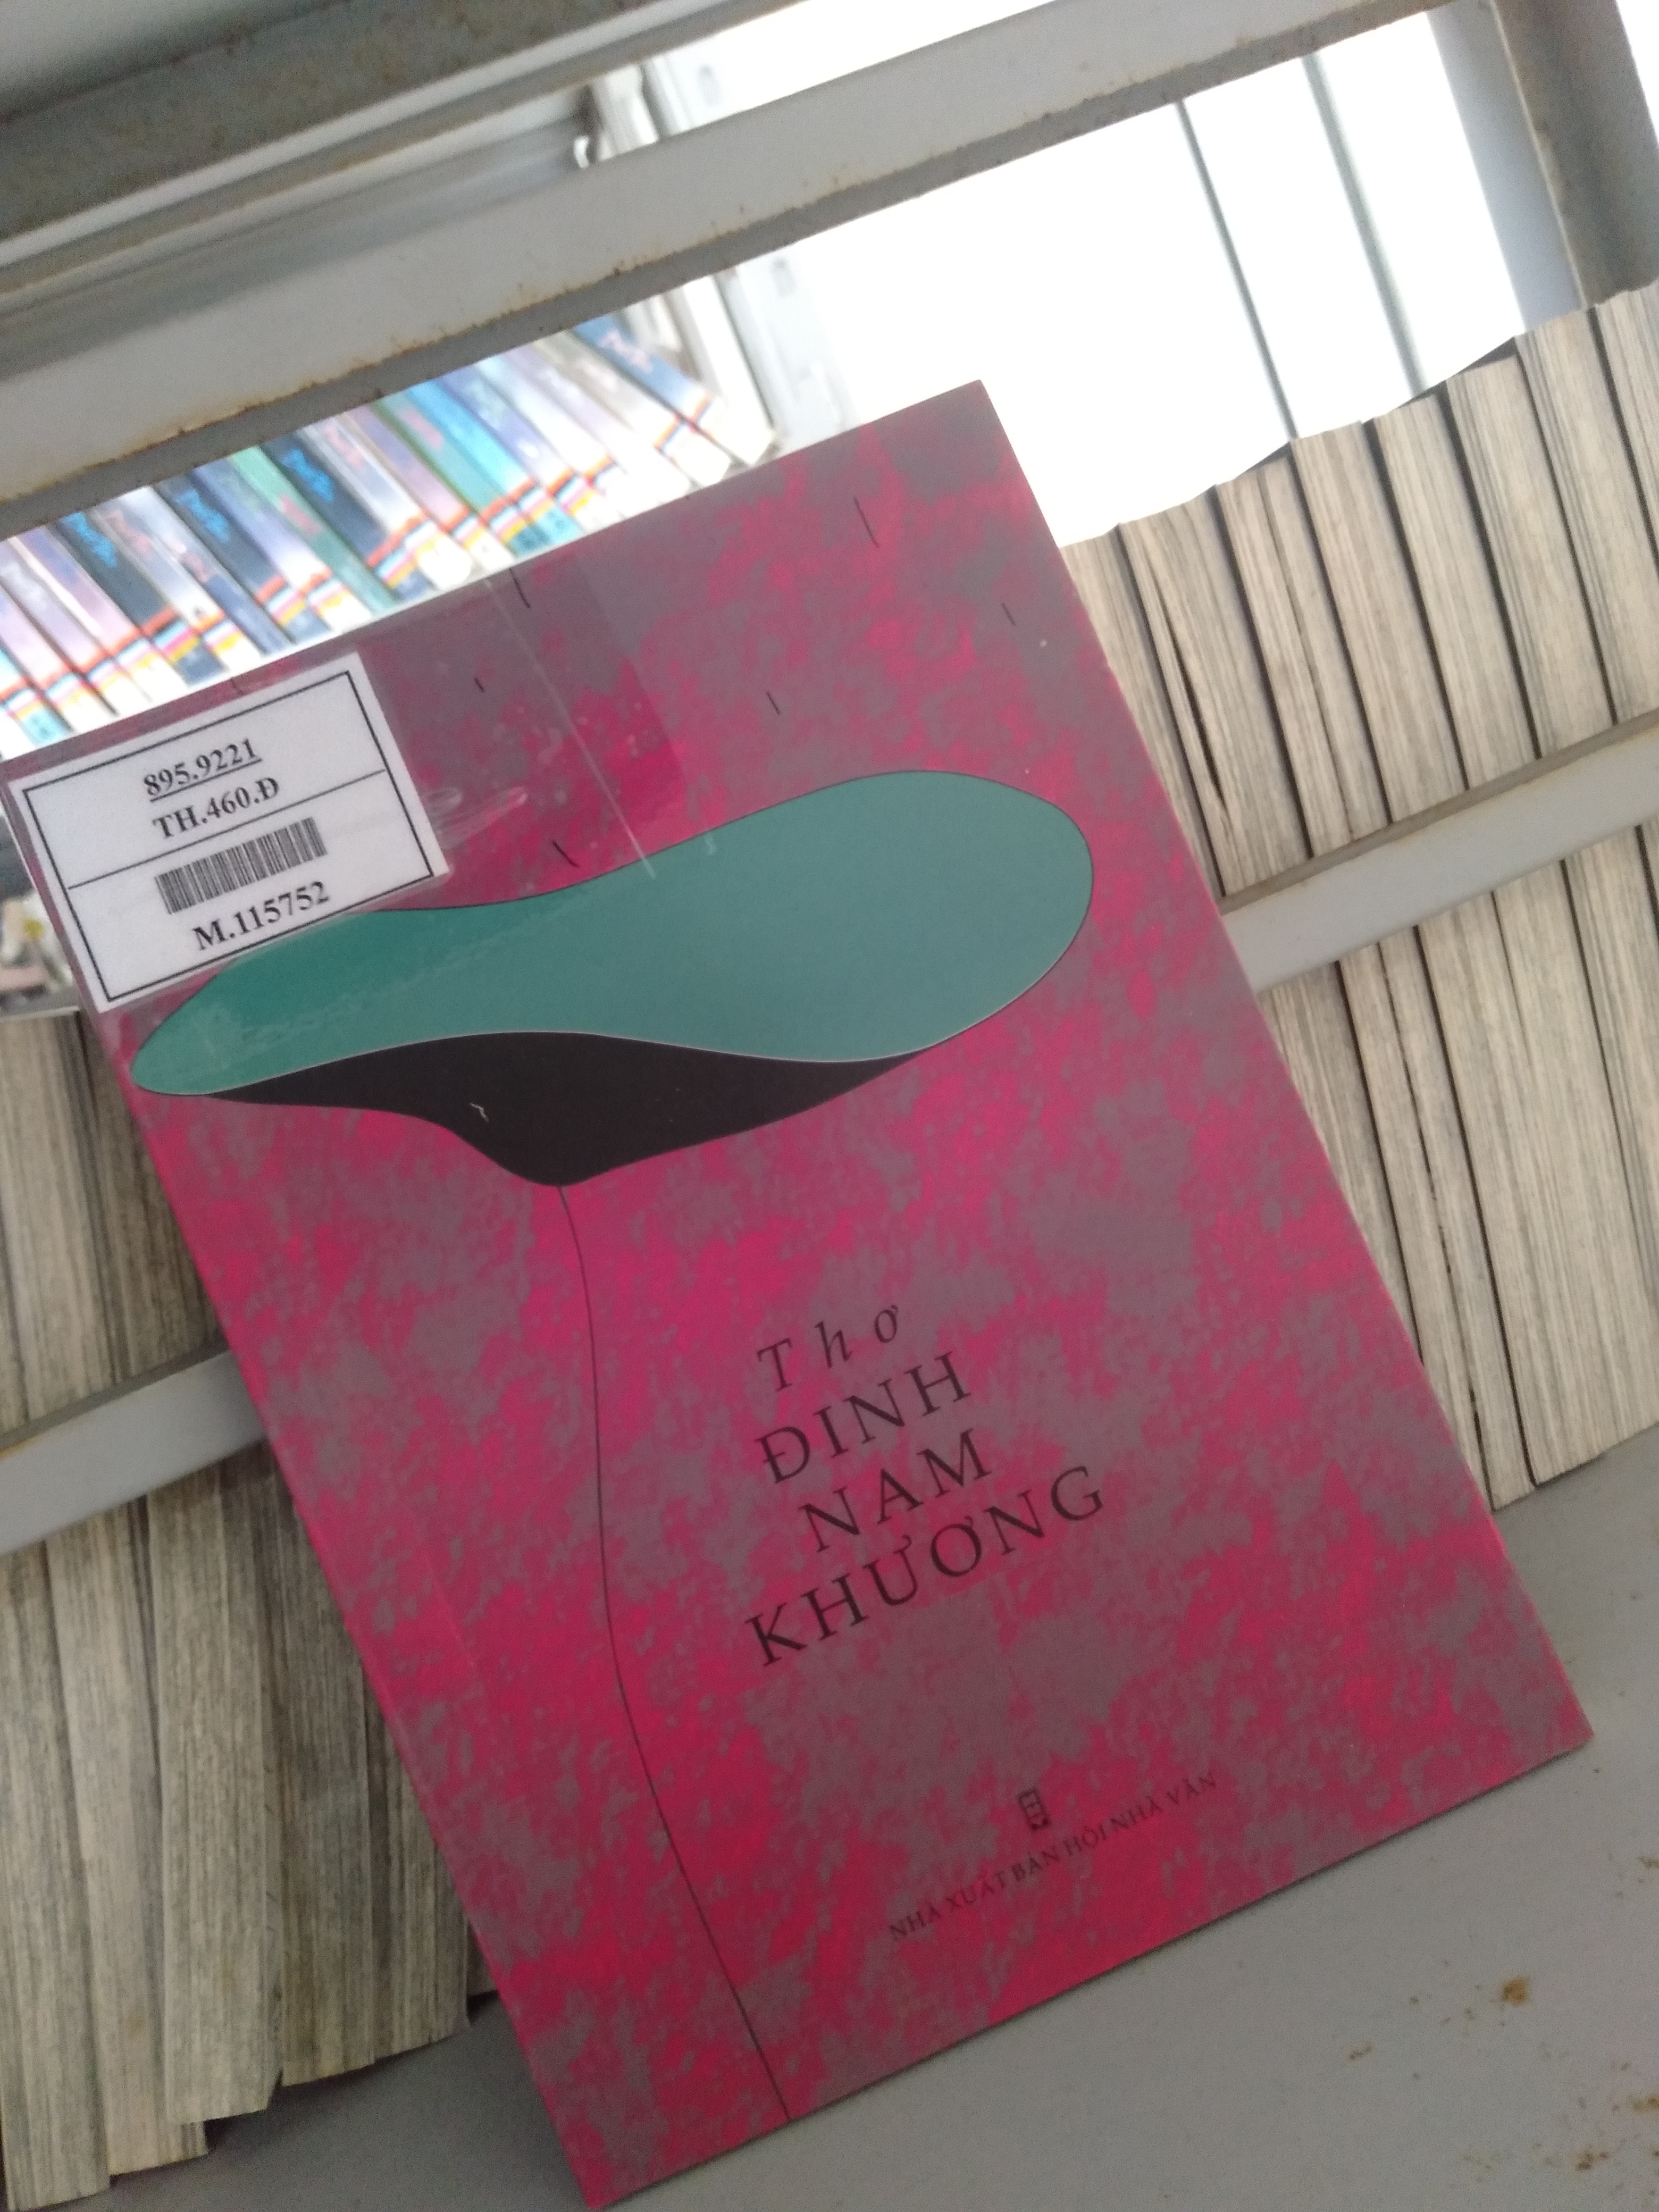 895.9221
TH.460.Đ
M.115752
Thơ
ĐINH
NAM
KHƯƠNG
NHÀ XUẤT BẢN HỘI NHÀ VĂN